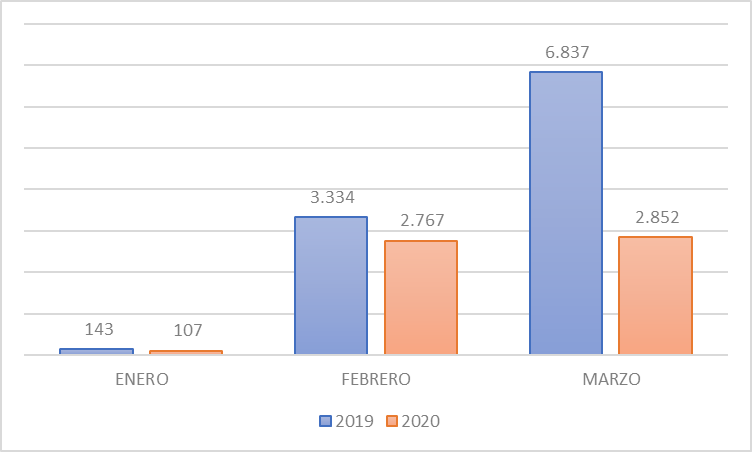 6.837
3.334
2.767
2.852
143
107
ENERO
FEBRERO
MARZO
2019
2020